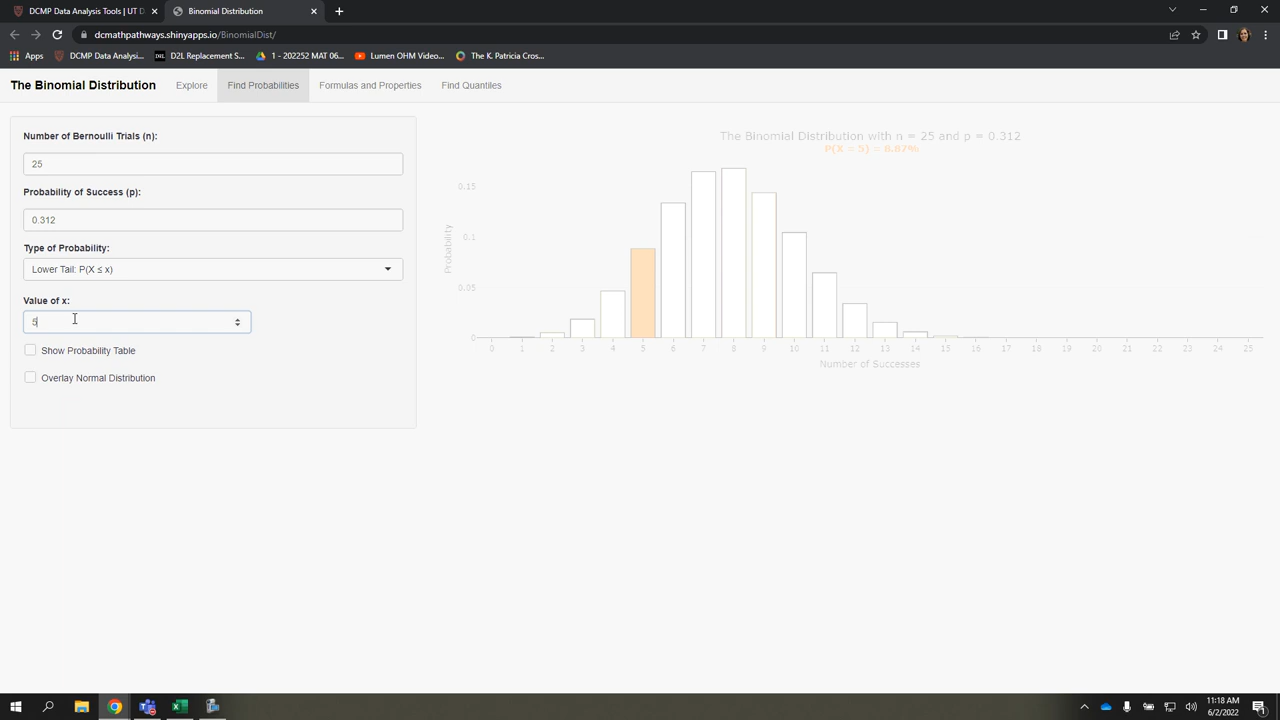 DCMP Data Analysis Tools | UT D
Binomial Distribution
dcmathpathways.shinyapps.io/BinomialDist/
Apps
DCMP Data Analysi...
D2L Replacement S...
1 - 202252 MAT 06...
Lumen OHM Video...
The K. Patricia Cros...
The Binomial Distribution
Explore
Find Probabilities
Formulas and Properties
Find Quantiles
Number of Bernoulli Trials (n):
25
Probability of Success (p):
0.312
Type of Probability:
Lower Tail: P(X ≤ x)
Value of x:
5
Show Probability Table
Overlay Normal Distribution
The Binomial Distribution with n = 25 and p = 0.312
P(X = 5) = 8.87%
0.15
0.1
0.05
0
Probability
0 1 2 3 4 5 6 7 8 9 10 11 12 13 14 15 16 17 18 19 20 21 22 23 24 25
Number of Successes
11:18 AM
6/2/2022